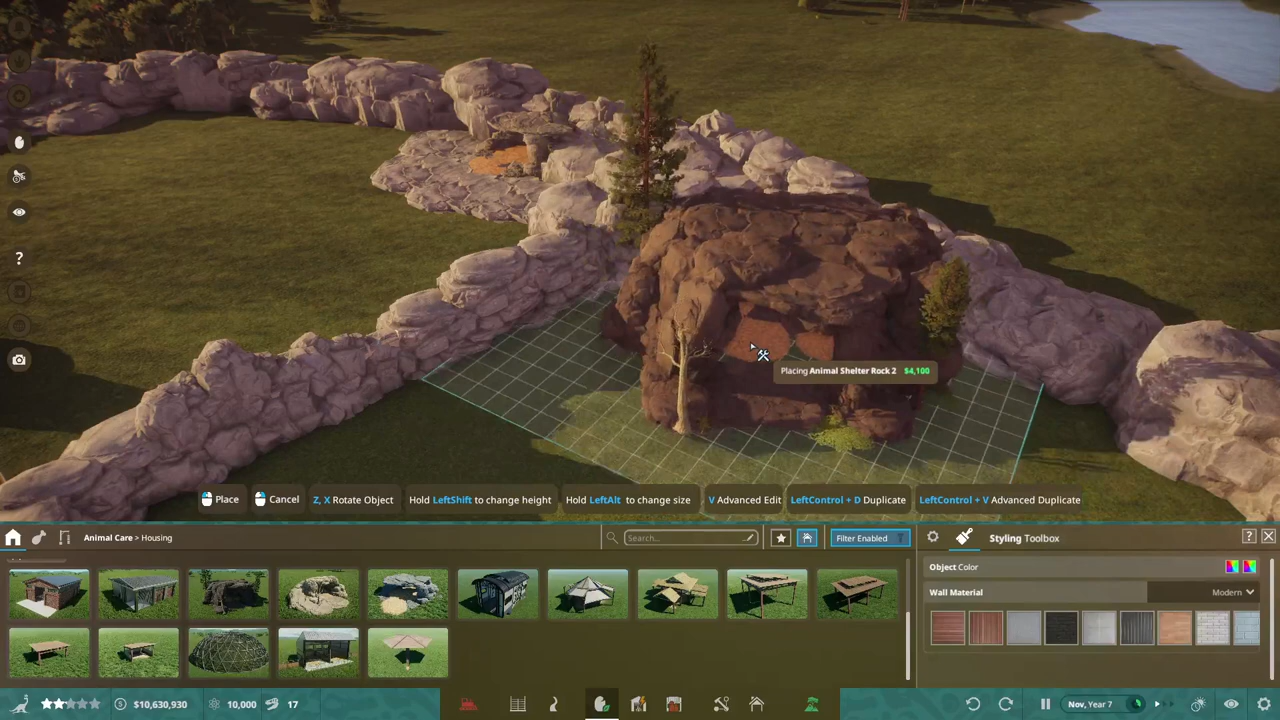 Placing Animal Shelter Rock 2 $4,100
Place
Cancel
Z, X Rotate Object
Hold LeftShift to change height
Hold LeftAlt to change size
V Advanced Edit
LeftControl + D Duplicate
LeftControl + V Advanced Duplicate
Animal Care > Housing
Search...
Filter Enabled
Styling Toolbox
?
Object Color
Wall Material
Modern
$10,630,930
10,000
17
Nov, Year 7